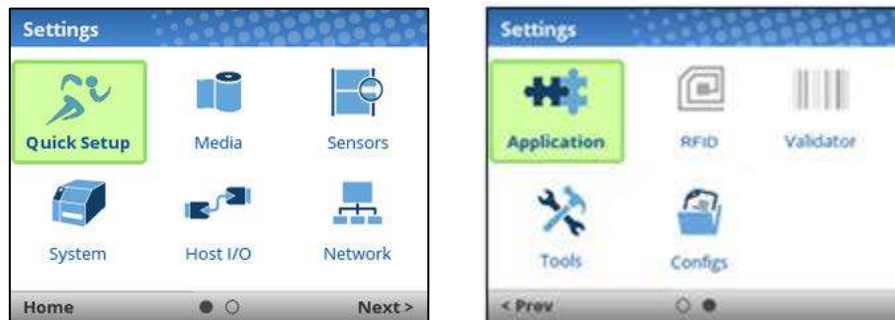 Settings
Quick Setup
Media
Sensors
System
Host I/O
Network
Home
Next >
Settings
Application
RFID
Validator
Tools
Configs
< Prev